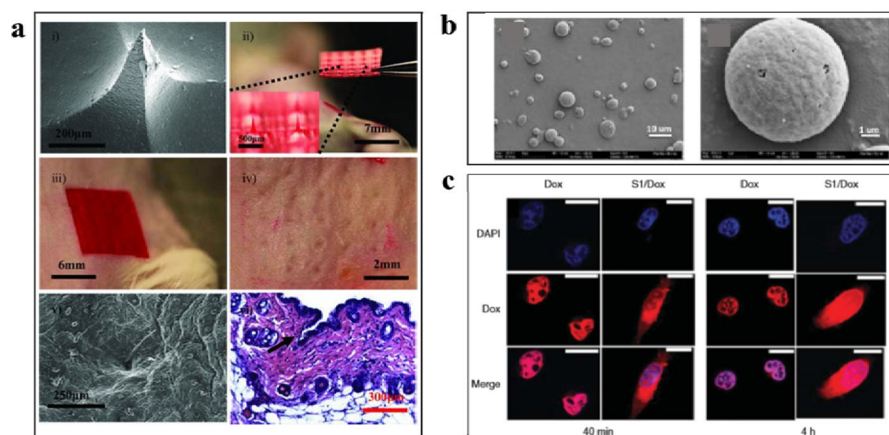 a
i)
200μm
ii)
500μm
7mm
iii)
6mm
iv)
2mm
v)
250μm
300μm
b
10 um
1 um
c
Dox
S1/Dox
Dox
S1/Dox
DAPI
Dox
Merge
40 min
4 h